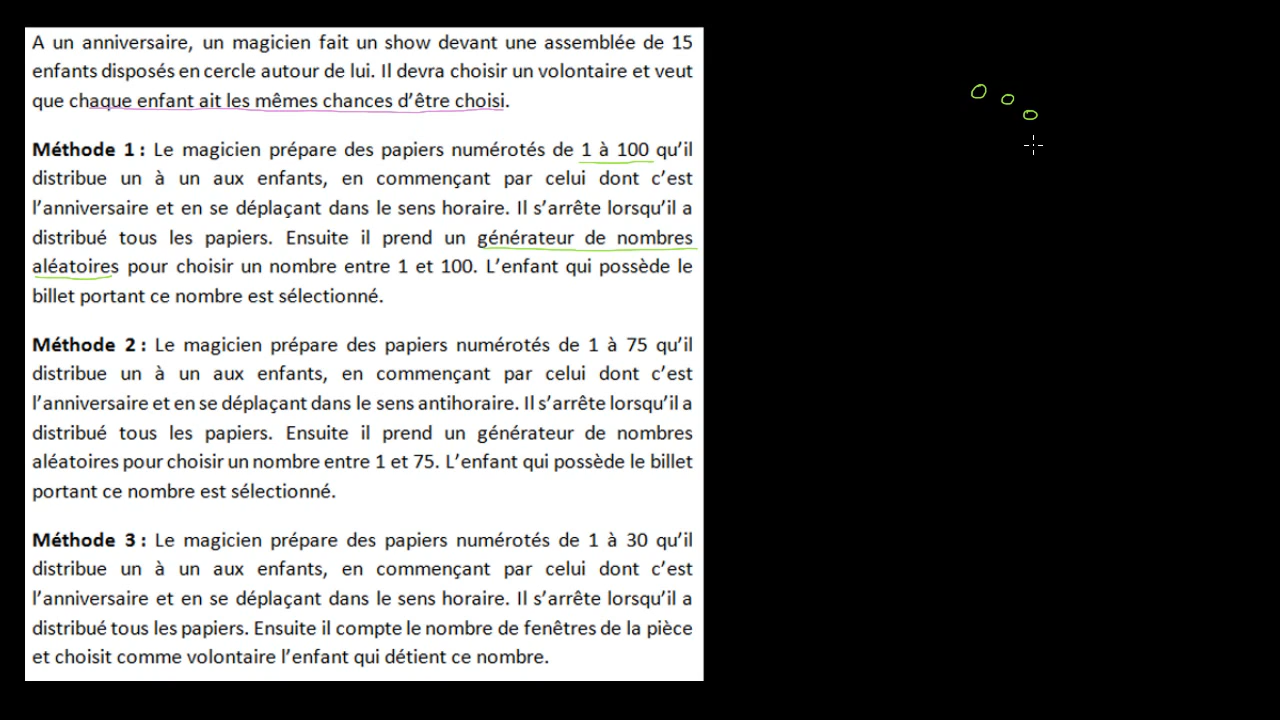 A un anniversaire, un magicien fait un show devant une assemblée de 15
enfants disposés en cercle autour de lui. Il devra choisir un volontaire et veut
que chaque enfant ait les mêmes chances d’être choisi.
Méthode 1 : Le magicien prépare des papiers numérotés de 1 à 100 qu’il
distribue un à un aux enfants, en commençant par celui dont c’est
l’anniversaire et en se déplaçant dans le sens horaire. Il s’arrête lorsqu’il a
distribué tous les papiers. Ensuite il prend un générateur de nombres
aléatoires pour choisir un nombre entre 1 et 100. L’enfant qui possède le
billet portant ce nombre est sélectionné.
Méthode 2 : Le magicien prépare des papiers numérotés de 1 à 75 qu’il
distribue un à un aux enfants, en commençant par celui dont c’est
l’anniversaire et en se déplaçant dans le sens antihoraire. Il s’arrête lorsqu’il a
distribué tous les papiers. Ensuite il prend un générateur de nombres
aléatoires pour choisir un nombre entre 1 et 75. L’enfant qui possède le billet
portant ce nombre est sélectionné.
Méthode 3 : Le magicien prépare des papiers numérotés de 1 à 30 qu’il
distribue un à un aux enfants, en commençant par celui dont c’est
l’anniversaire et en se déplaçant dans le sens horaire. Il s’arrête lorsqu’il a
distribué tous les papiers. Ensuite il compte le nombre de fenêtres de la pièce
et choisit comme volontaire l’enfant qui détient ce nombre.